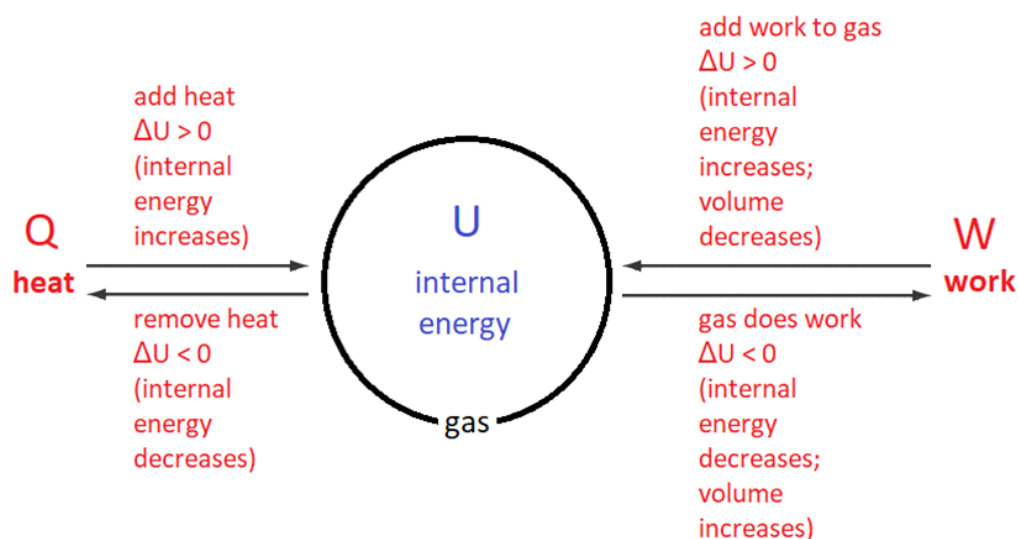 Q
heat
add heat
ΔU > 0
(internal
energy
increases)
remove heat
ΔU < 0
(internal
energy
decreases)
U
internal
energy
gas
add work to gas
ΔU > 0
(internal
energy
increases;
volume
decreases)
gas does work
ΔU < 0
(internal
energy
decreases;
volume
increases)
W
work